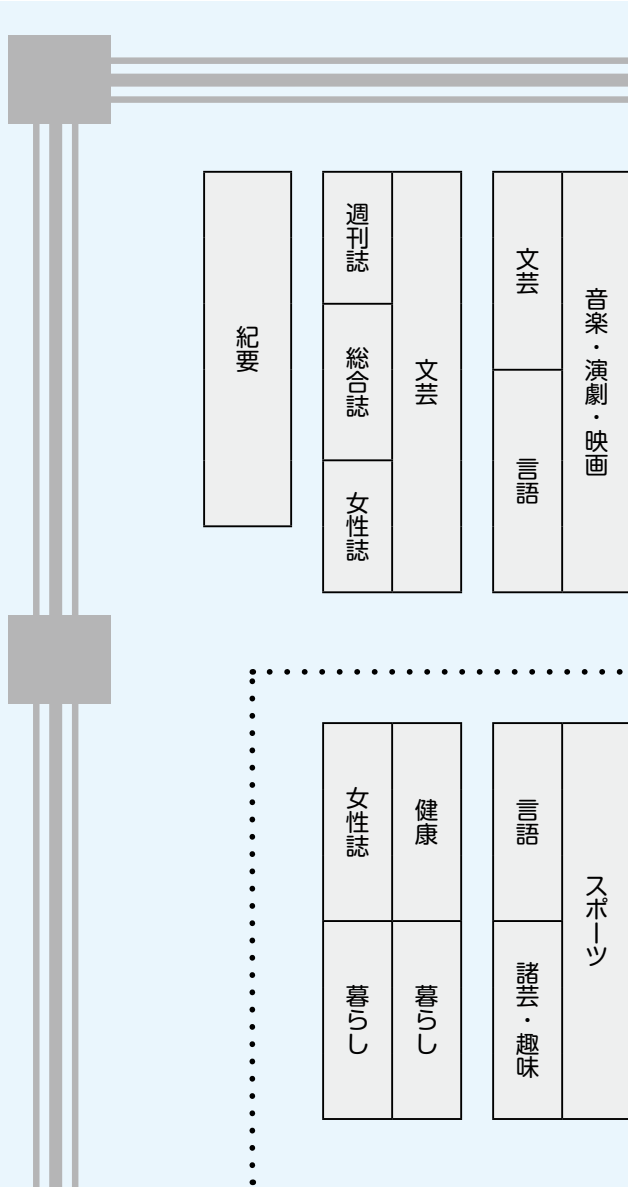 紀要
週刊誌
総合誌
女性誌
文芸
文芸
言語
音楽・演劇・映画
女性誌
暮らし
健康
暮らし
言語
諸芸・趣味
スポーツ